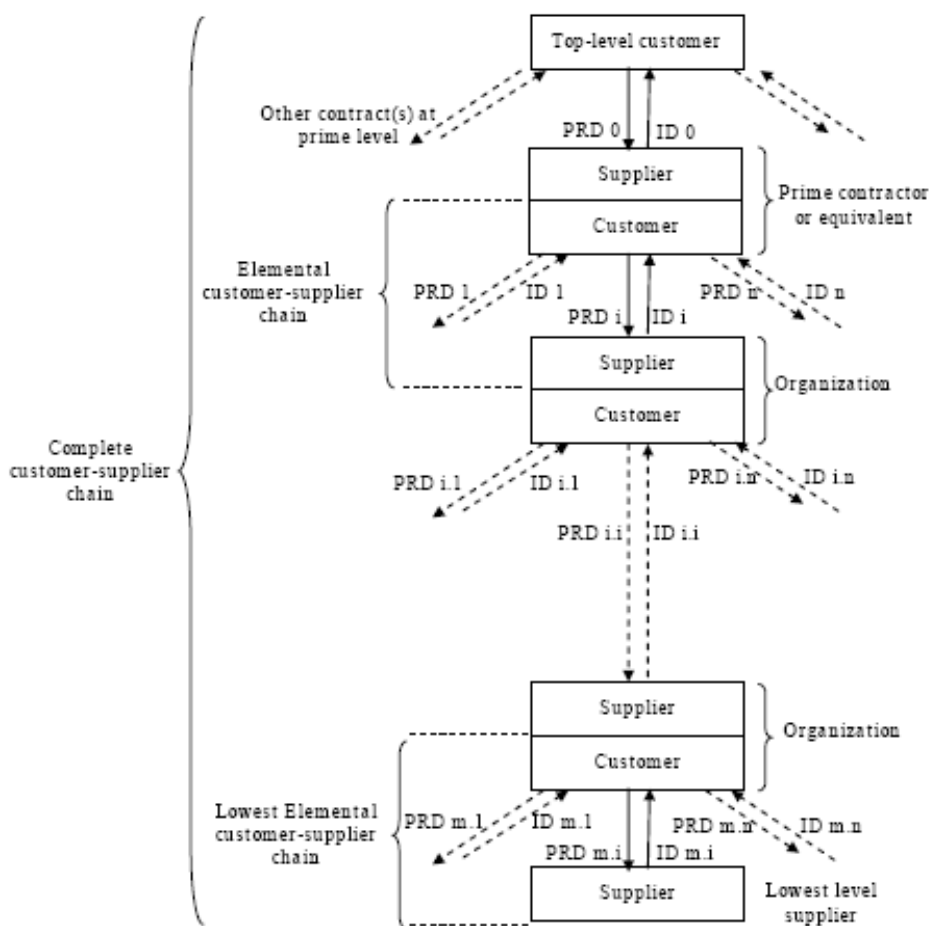 Top-level customer
Other contract(s) at
prime level
PRD 0
ID 0
Supplier
Customer
Prime contractor
or equivalent
Elemental
customer-supplier
chain
PRD 1
ID 1
PRD i
ID i
PRD n
ID n
Supplier
Customer
Organization
Complete
customer-supplier
chain
PRD i.1
ID i.1
PRD i.n
ID i.n
PRD i.i
ID i.i
Supplier
Customer
Organization
Lowest Elemental
customer-supplier
chain
PRD m.1
ID m.1
PRD m.i
ID m.i
PRD m.n
ID m.n
Supplier
Lowest level
supplier